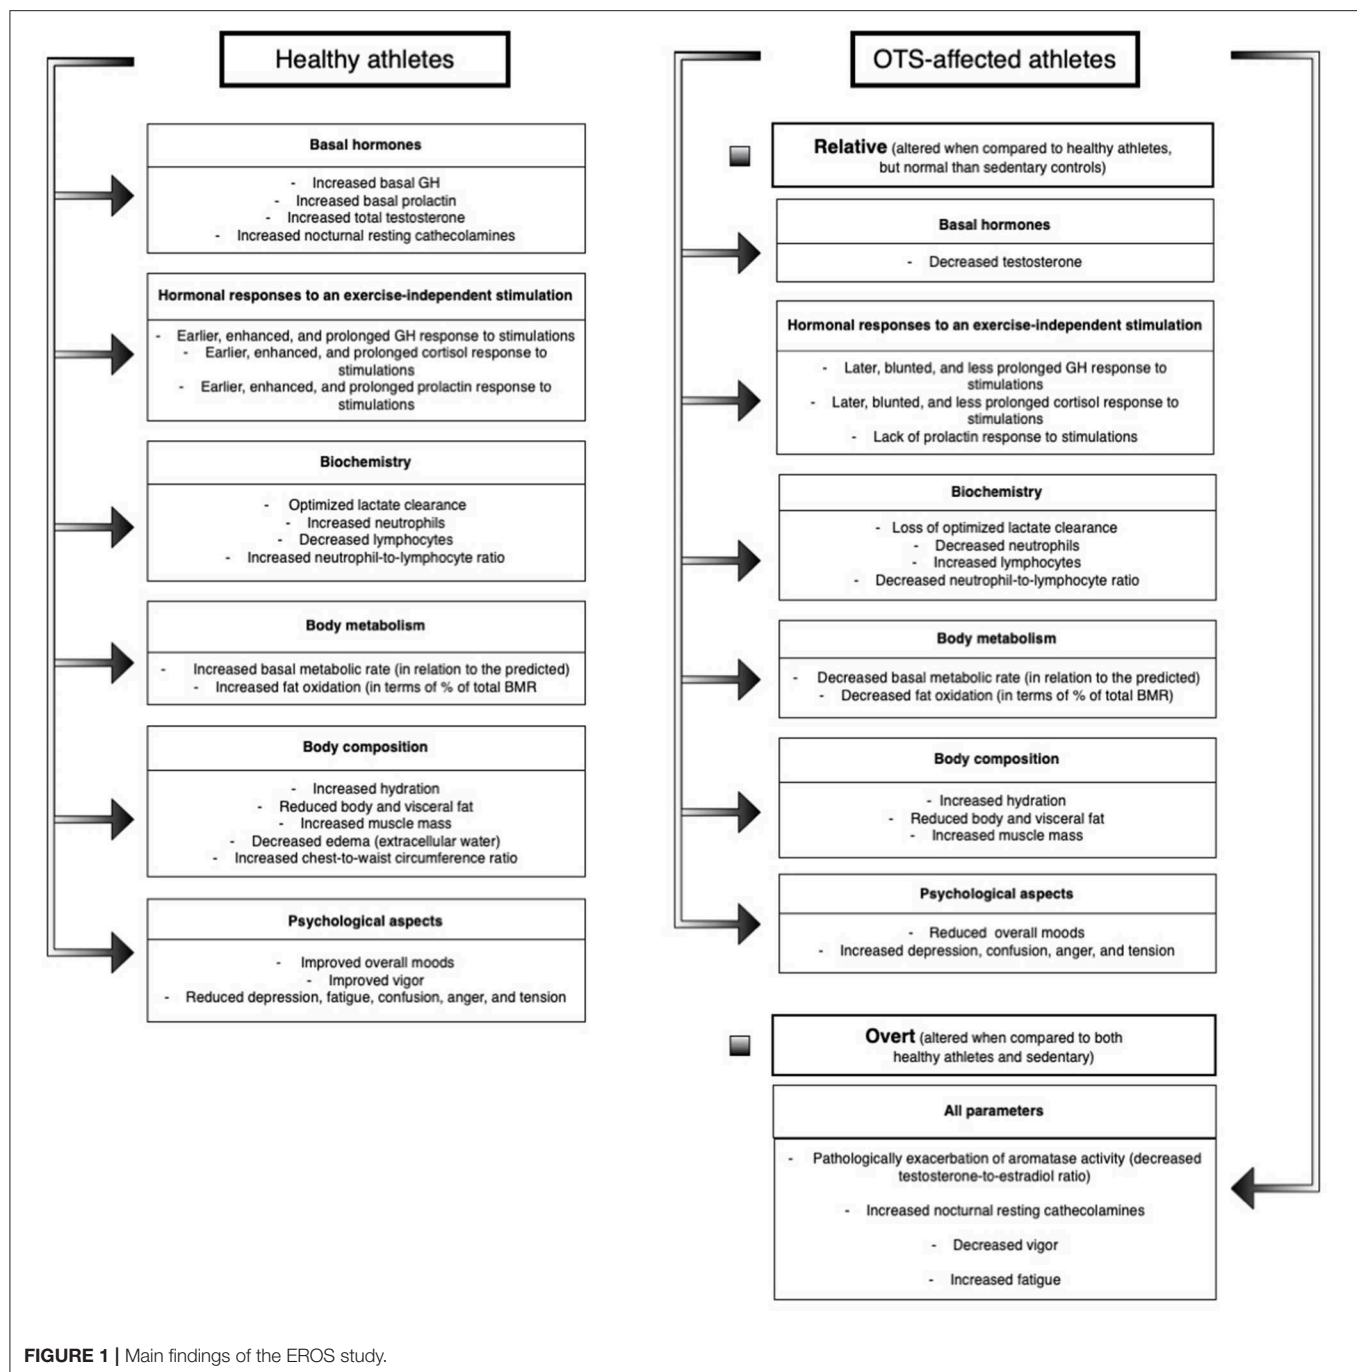 Healthy athletes
Basal hormones
- Increased basal GH
- Increased basal prolactin
- Increased total testosterone
- Increased nocturnal resting cathecolamines
Hormonal responses to an exercise-independent stimulation
- Earlier, enhanced, and prolonged GH response to stimulations
- Earlier, enhanced, and prolonged cortisol response to
stimulations
- Earlier, enhanced, and prolonged prolactin response to
stimulations
Biochemistry
- Optimized lactate clearance
- Increased neutrophils
- Decreased lymphocytes
- Increased neutrophil-to-lymphocyte ratio
Body metabolism
- Increased basal metabolic rate (in relation to the predicted)
- Increased fat oxidation (in terms of % of total BMR
Body composition
- Increased hydration
- Reduced body and visceral fat
- Increased muscle mass
- Decreased edema (extracellular water)
- Increased chest-to-waist circumference ratio
Psychological aspects
- Improved overall moods
- Improved vigor
- Reduced depression, fatigue, confusion, anger, and tension
OTS-affected athletes
Relative (altered when compared to healthy athletes,
but normal than sedentary controls)
Basal hormones
- Decreased testosterone
Hormonal responses to an exercise-independent stimulation
- Later, blunted, and less prolonged GH response to
stimulations
- Later, blunted, and less prolonged cortisol response to
stimulations
- Lack of prolactin response to stimulations
Biochemistry
- Loss of optimized lactate clearance
- Decreased neutrophils
- Increased lymphocytes
- Decreased neutrophil-to-lymphocyte ratio
Body metabolism
- Decreased basal metabolic rate (in relation to the predicted)
- Decreased fat oxidation (in terms of % of total BMR)
Body composition
- Increased hydration
- Reduced body and visceral fat
- Increased muscle mass
Psychological aspects
- Reduced overall moods
- Increased depression, confusion, anger, and tension
Overt (altered when compared to both
healthy athletes and sedentary)
All parameters
- Pathologically exacerbation of aromatase activity (decreased
testosterone-to-estradiol ratio)
- Increased nocturnal resting cathecolamines
- Decreased vigor
- Increased fatigue
FIGURE 1 | Main findings of the EROS study.